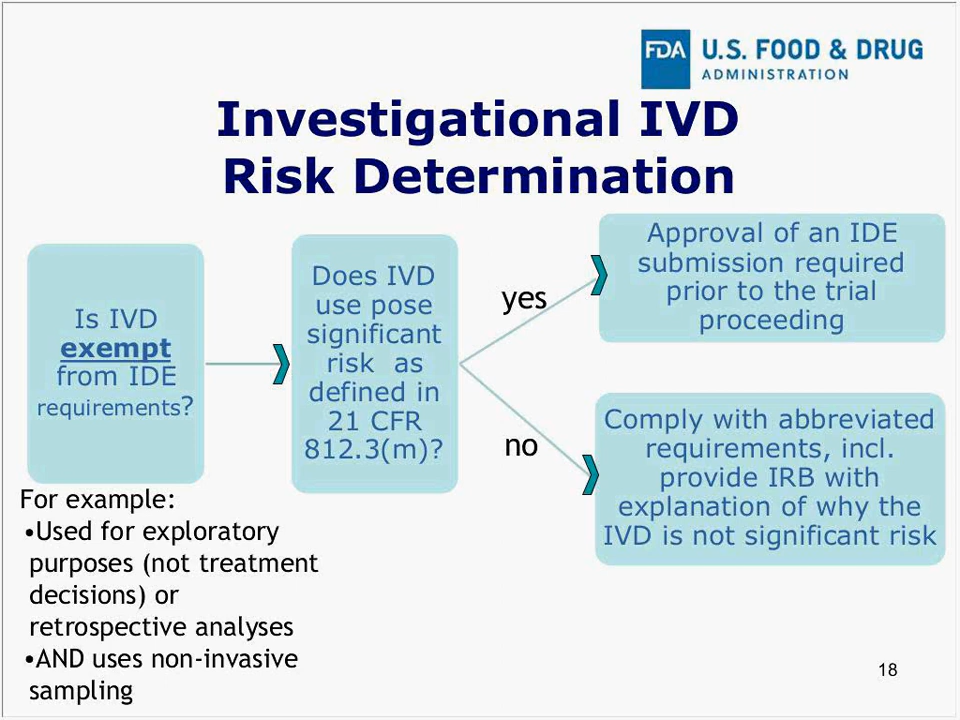 FDA U.S. FOOD & DRUG
ADMINISTRATION
Investigational IVD
Risk Determination
Is IVD
exempt
from IDE
requirements?
For example:
•Used for exploratory
purposes (not treatment
decisions) or
retrospective analyses
•AND uses non-invasive
sampling
Does IVD
use pose
significant
risk as
defined in
21 CFR
812.3(m)?
yes
Approval of an IDE
submission required
prior to the trial
proceeding
no
Comply with abbreviated
requirements, incl.
provide IRB with
explanation of why the
IVD is not significant risk
18